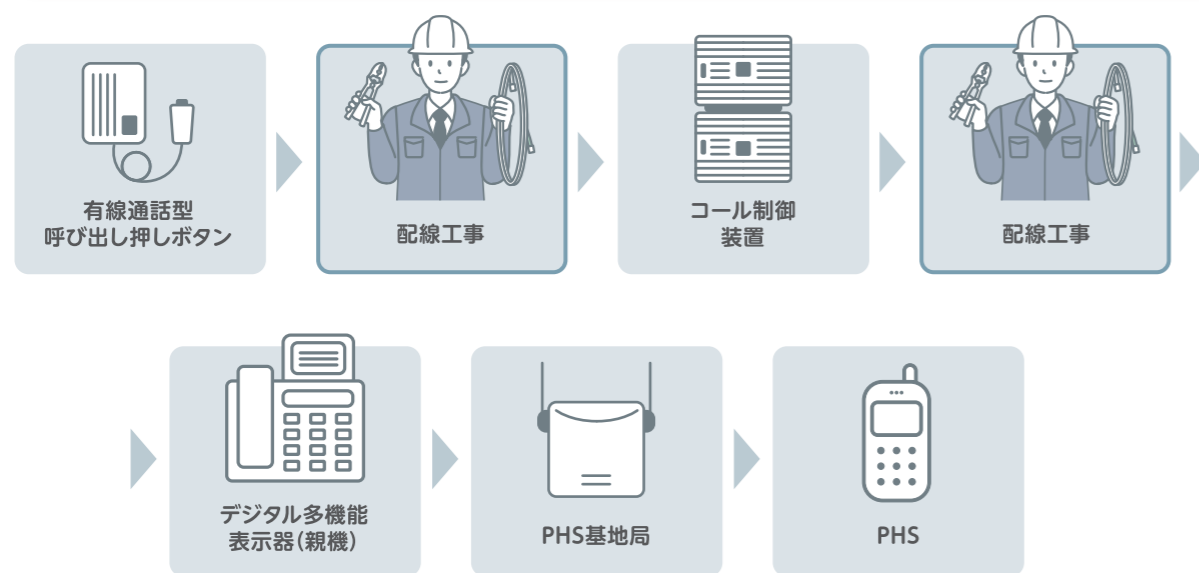 有線通話型
呼び出し押しボタン
配線工事
コール制御
装置
配線工事
デジタル多機能
表示器(親機)
PHS基地局
PHS